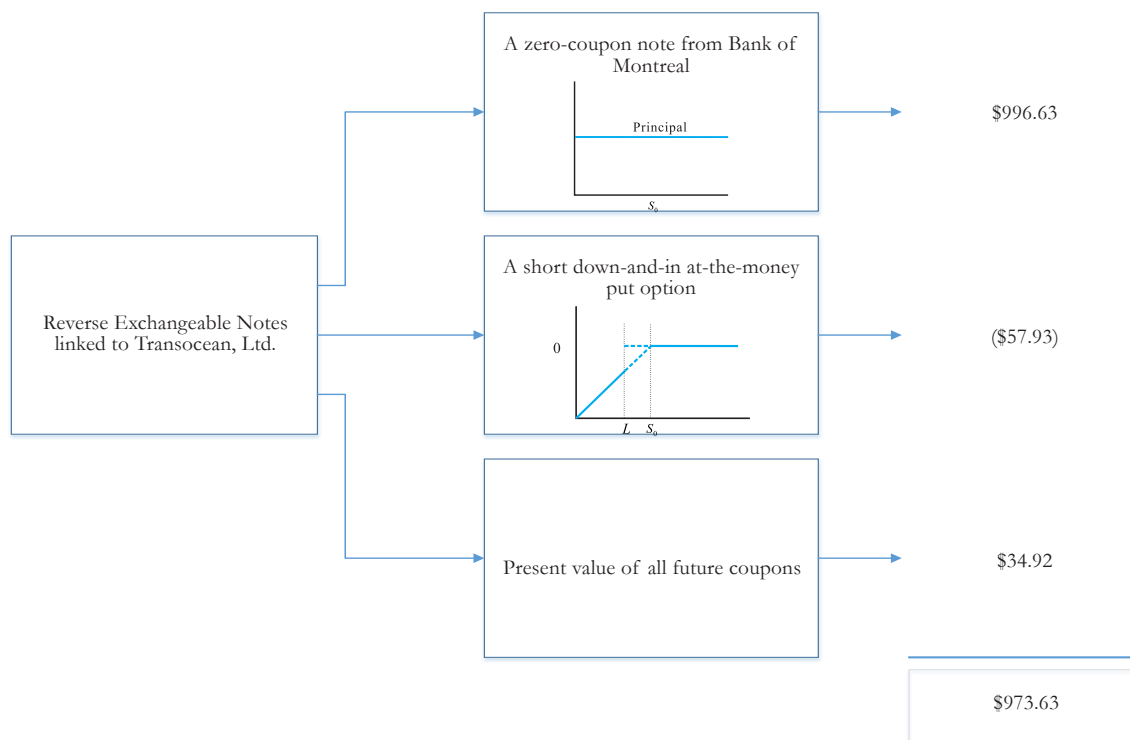 A zero-coupon note from Bank of
Montreal
Principal
S₀
$996.63
Reverse Exchangeable Notes
linked to Transocean, Ltd.
A short down-and-in at-the-money
put option
0
L S₀
($57.93)
Present value of all future coupons
$34.92
$973.63